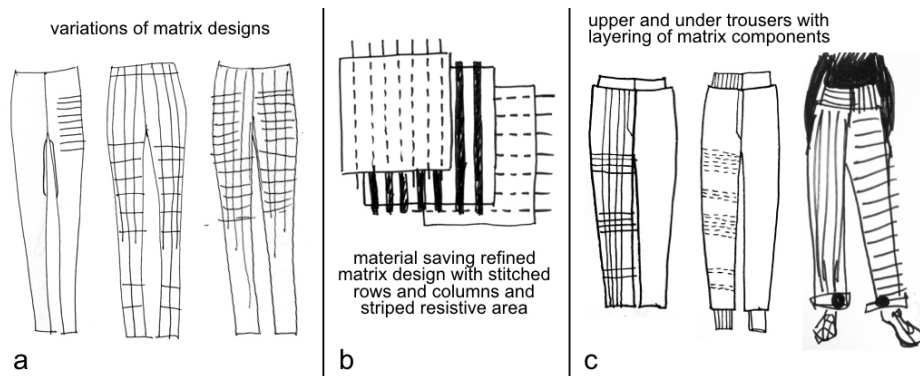 variations of matrix designs
a
material saving refined
matrix design with stitched
rows and columns and
striped resistive area
b
upper and under trousers with
layering of matrix components
c